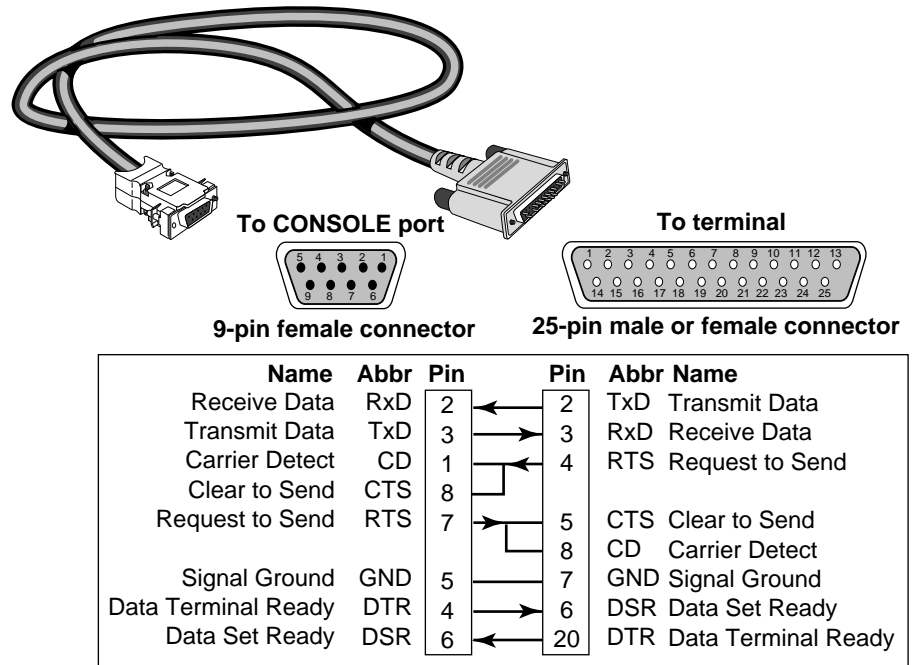 To CONSOLE port
To terminal
5 4 3 2 1
9 8 7 6
1 2 3 4 5 6 7 8 9 10 11 12 13
14 15 16 17 18 19 20 21 22 23 24 25
9-pin female connector
25-pin male or female connector
Name Abbr Pin Pin Abbr Name
Receive Data RxD 2 2 TxD Transmit Data
Transmit Data TxD 3 3 RxD Receive Data
Carrier Detect CD 1 4 RTS Request to Send
Clear to Send CTS 8
Request to Send RTS 7 5 CTS Clear to Send
8 CD Carrier Detect
Signal Ground GND 5 7 GND Signal Ground
Data Terminal Ready DTR 4 6 DSR Data Set Ready
Data Set Ready DSR 6 20 DTR Data Terminal Ready